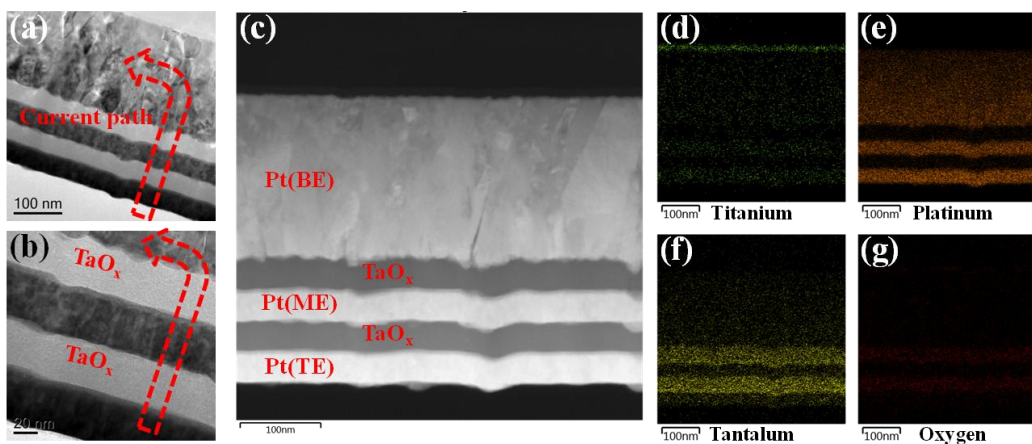 (a)
Current path
100 nm
(b)
TaOx
TaOx
20 nm
(c)
Pt(BE)
TaOx
Pt(ME)
TaOx
Pt(TE)
100nm
(d)
100nm Titanium
(e)
100nm Platinum
(f)
100nm Tantalum
(g)
100nm Oxygen